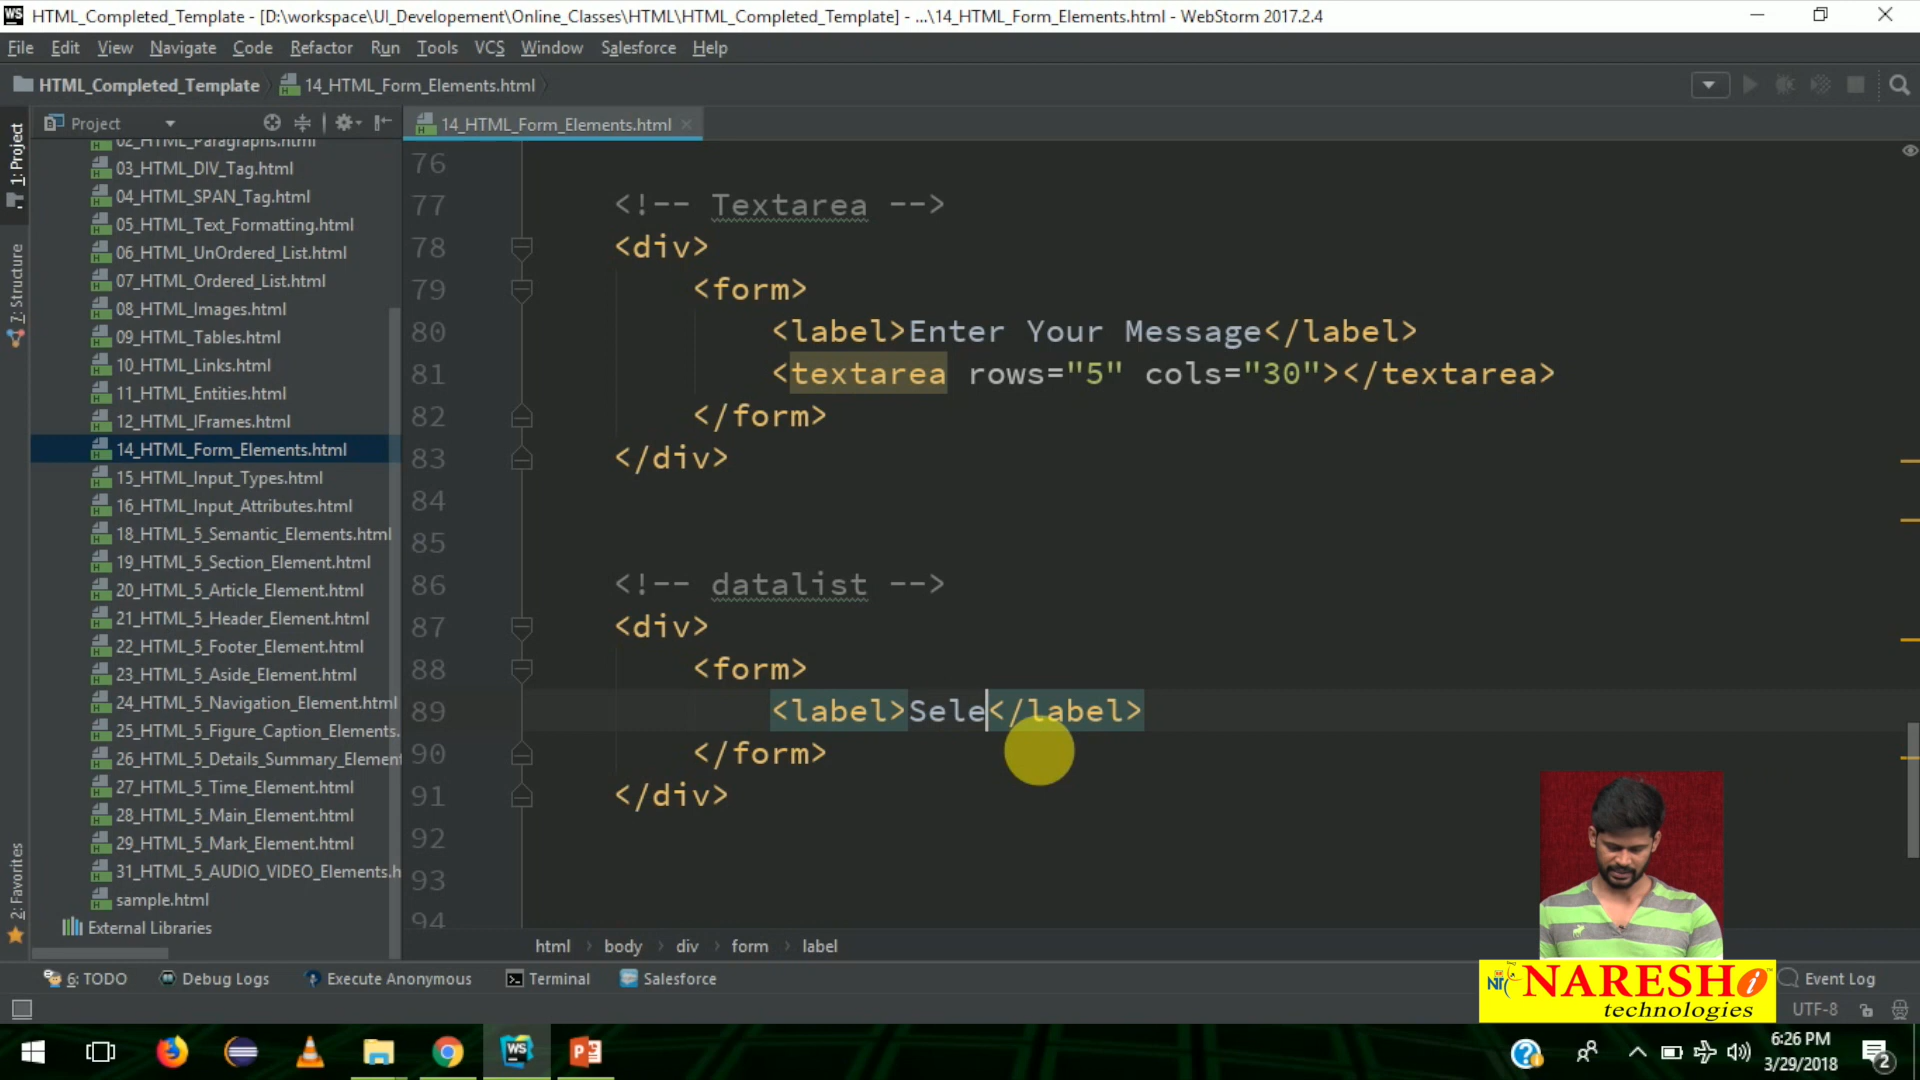 HTML_Completed_Template - [D:\workspace\UI_Developement\Online_Classes\HTML\HTML_Completed_Template] - ...\14_HTML_Form_Elements.html - WebStorm 2017.2.4
File Edit View Navigate Code Refactor Run Tools VCS Window Salesforce Help
HTML_Completed_Template 14_HTML_Form_Elements.html
Project
14_HTML_Form_Elements.html
1: Project
7: Structure
2: Favorites
02_HTML_Paragraphs.html
03_HTML_DIV_Tag.html
04_HTML_SPAN_Tag.html
05_HTML_Text_Formatting.html
06_HTML_UnOrdered_List.html
07_HTML_Ordered_List.html
08_HTML_Images.html
09_HTML_Tables.html
10_HTML_Links.html
11_HTML_Entities.html
12_HTML_IFrames.html
14_HTML_Form_Elements.html
15_HTML_Input_Types.html
16_HTML_Input_Attributes.html
18_HTML_5_Semantic_Elements.html
19_HTML_5_Section_Element.html
20_HTML_5_Article_Element.html
21_HTML_5_Header_Element.html
22_HTML_5_Footer_Element.html
23_HTML_5_Aside_Element.html
24_HTML_5_Navigation_Element.html
25_HTML_5_Figure_Caption_Elements.
26_HTML_5_Details_Summary_Element
27_HTML_5_Time_Element.html
28_HTML_5_Main_Element.html
29_HTML_5_Mark_Element.html
31_HTML_5_AUDIO_VIDEO_Elements.h
sample.html
External Libraries
76
77 <!-- Textarea -->
78 <div>
79 <form>
80 <label>Enter Your Message</label>
81 <textarea rows="5" cols="30"></textarea>
82 </form>
83 </div>
84
85
86 <!-- datalist -->
87 <div>
88 <form>
89 <label>Sele</label>
90 </form>
91 </div>
92
93
94
html body div form label
6: TODO Debug Logs Execute Anonymous Terminal Salesforce Event Log
UTF-8
NARESH i
technologies
6:26 PM
3/29/2018
2